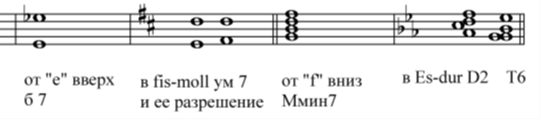 от "e" вверх
б 7
в fis-moll ум 7
и ее разрешение
от "f" вниз
Ммин7
в Es-dur D2 T6